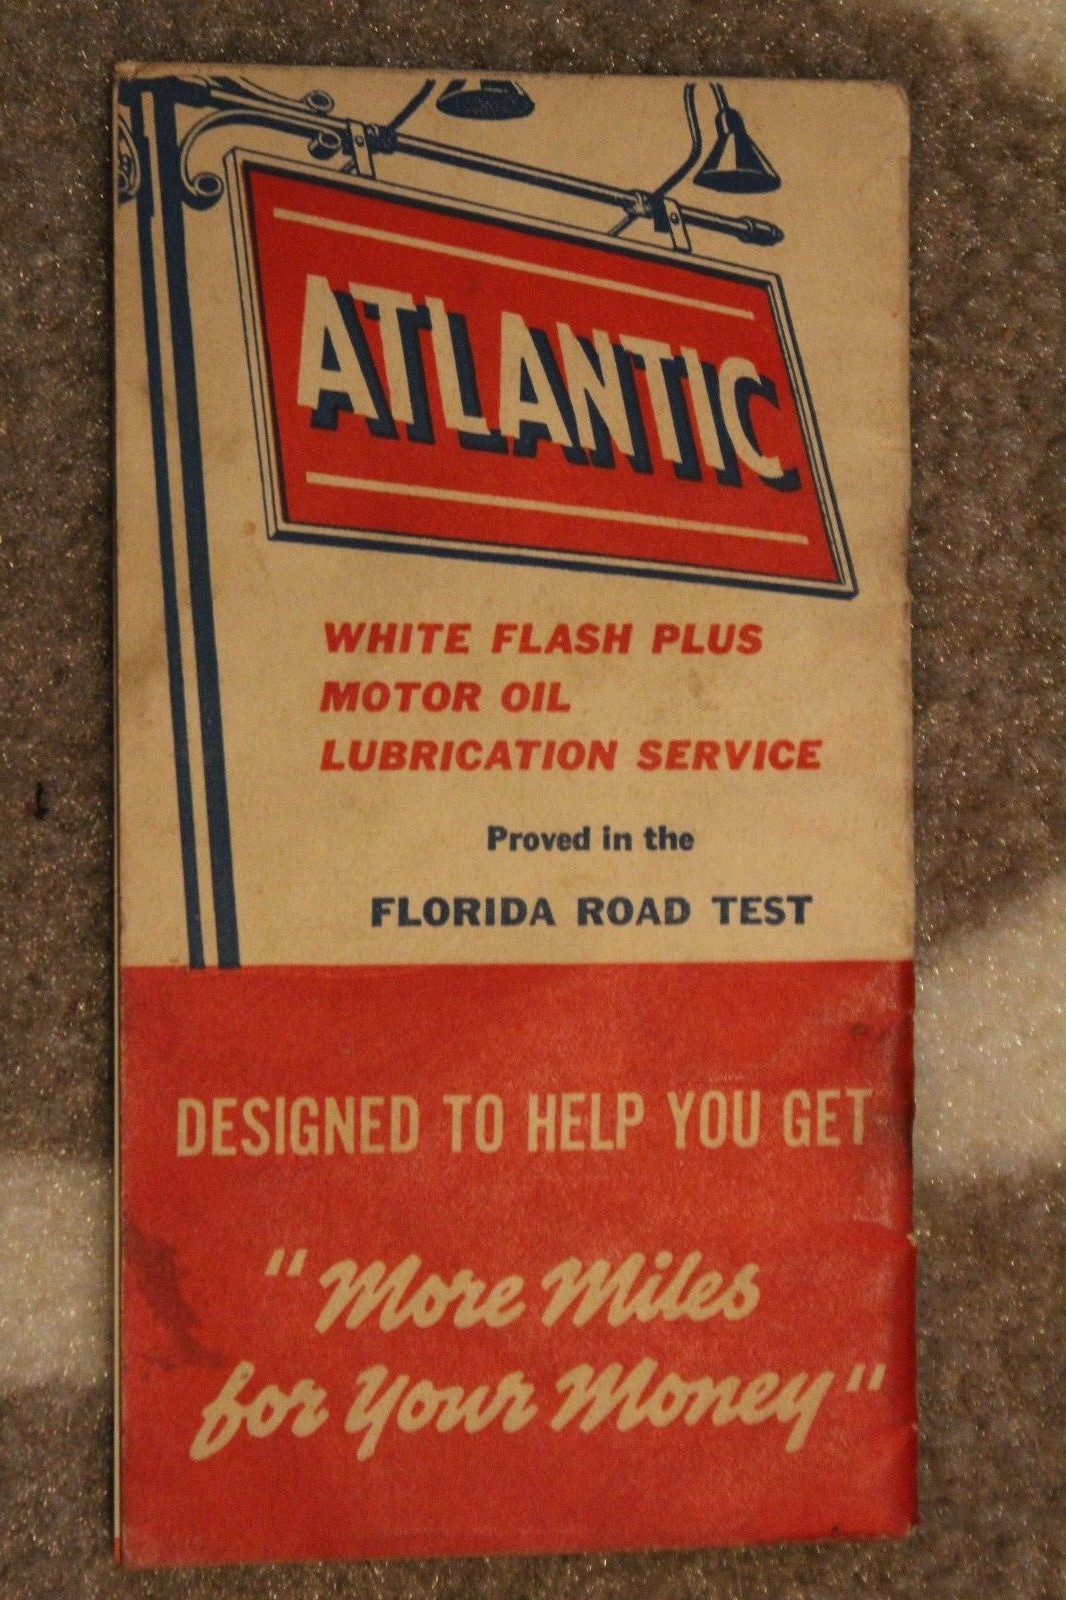 ATLANTIC
WHITE FLASH PLUS
MOTOR OIL
LUBRICATION SERVICE
Proved in the
FLORIDA ROAD TEST
DESIGNED TO HELP YOU GET
"More Miles
for Your Money"